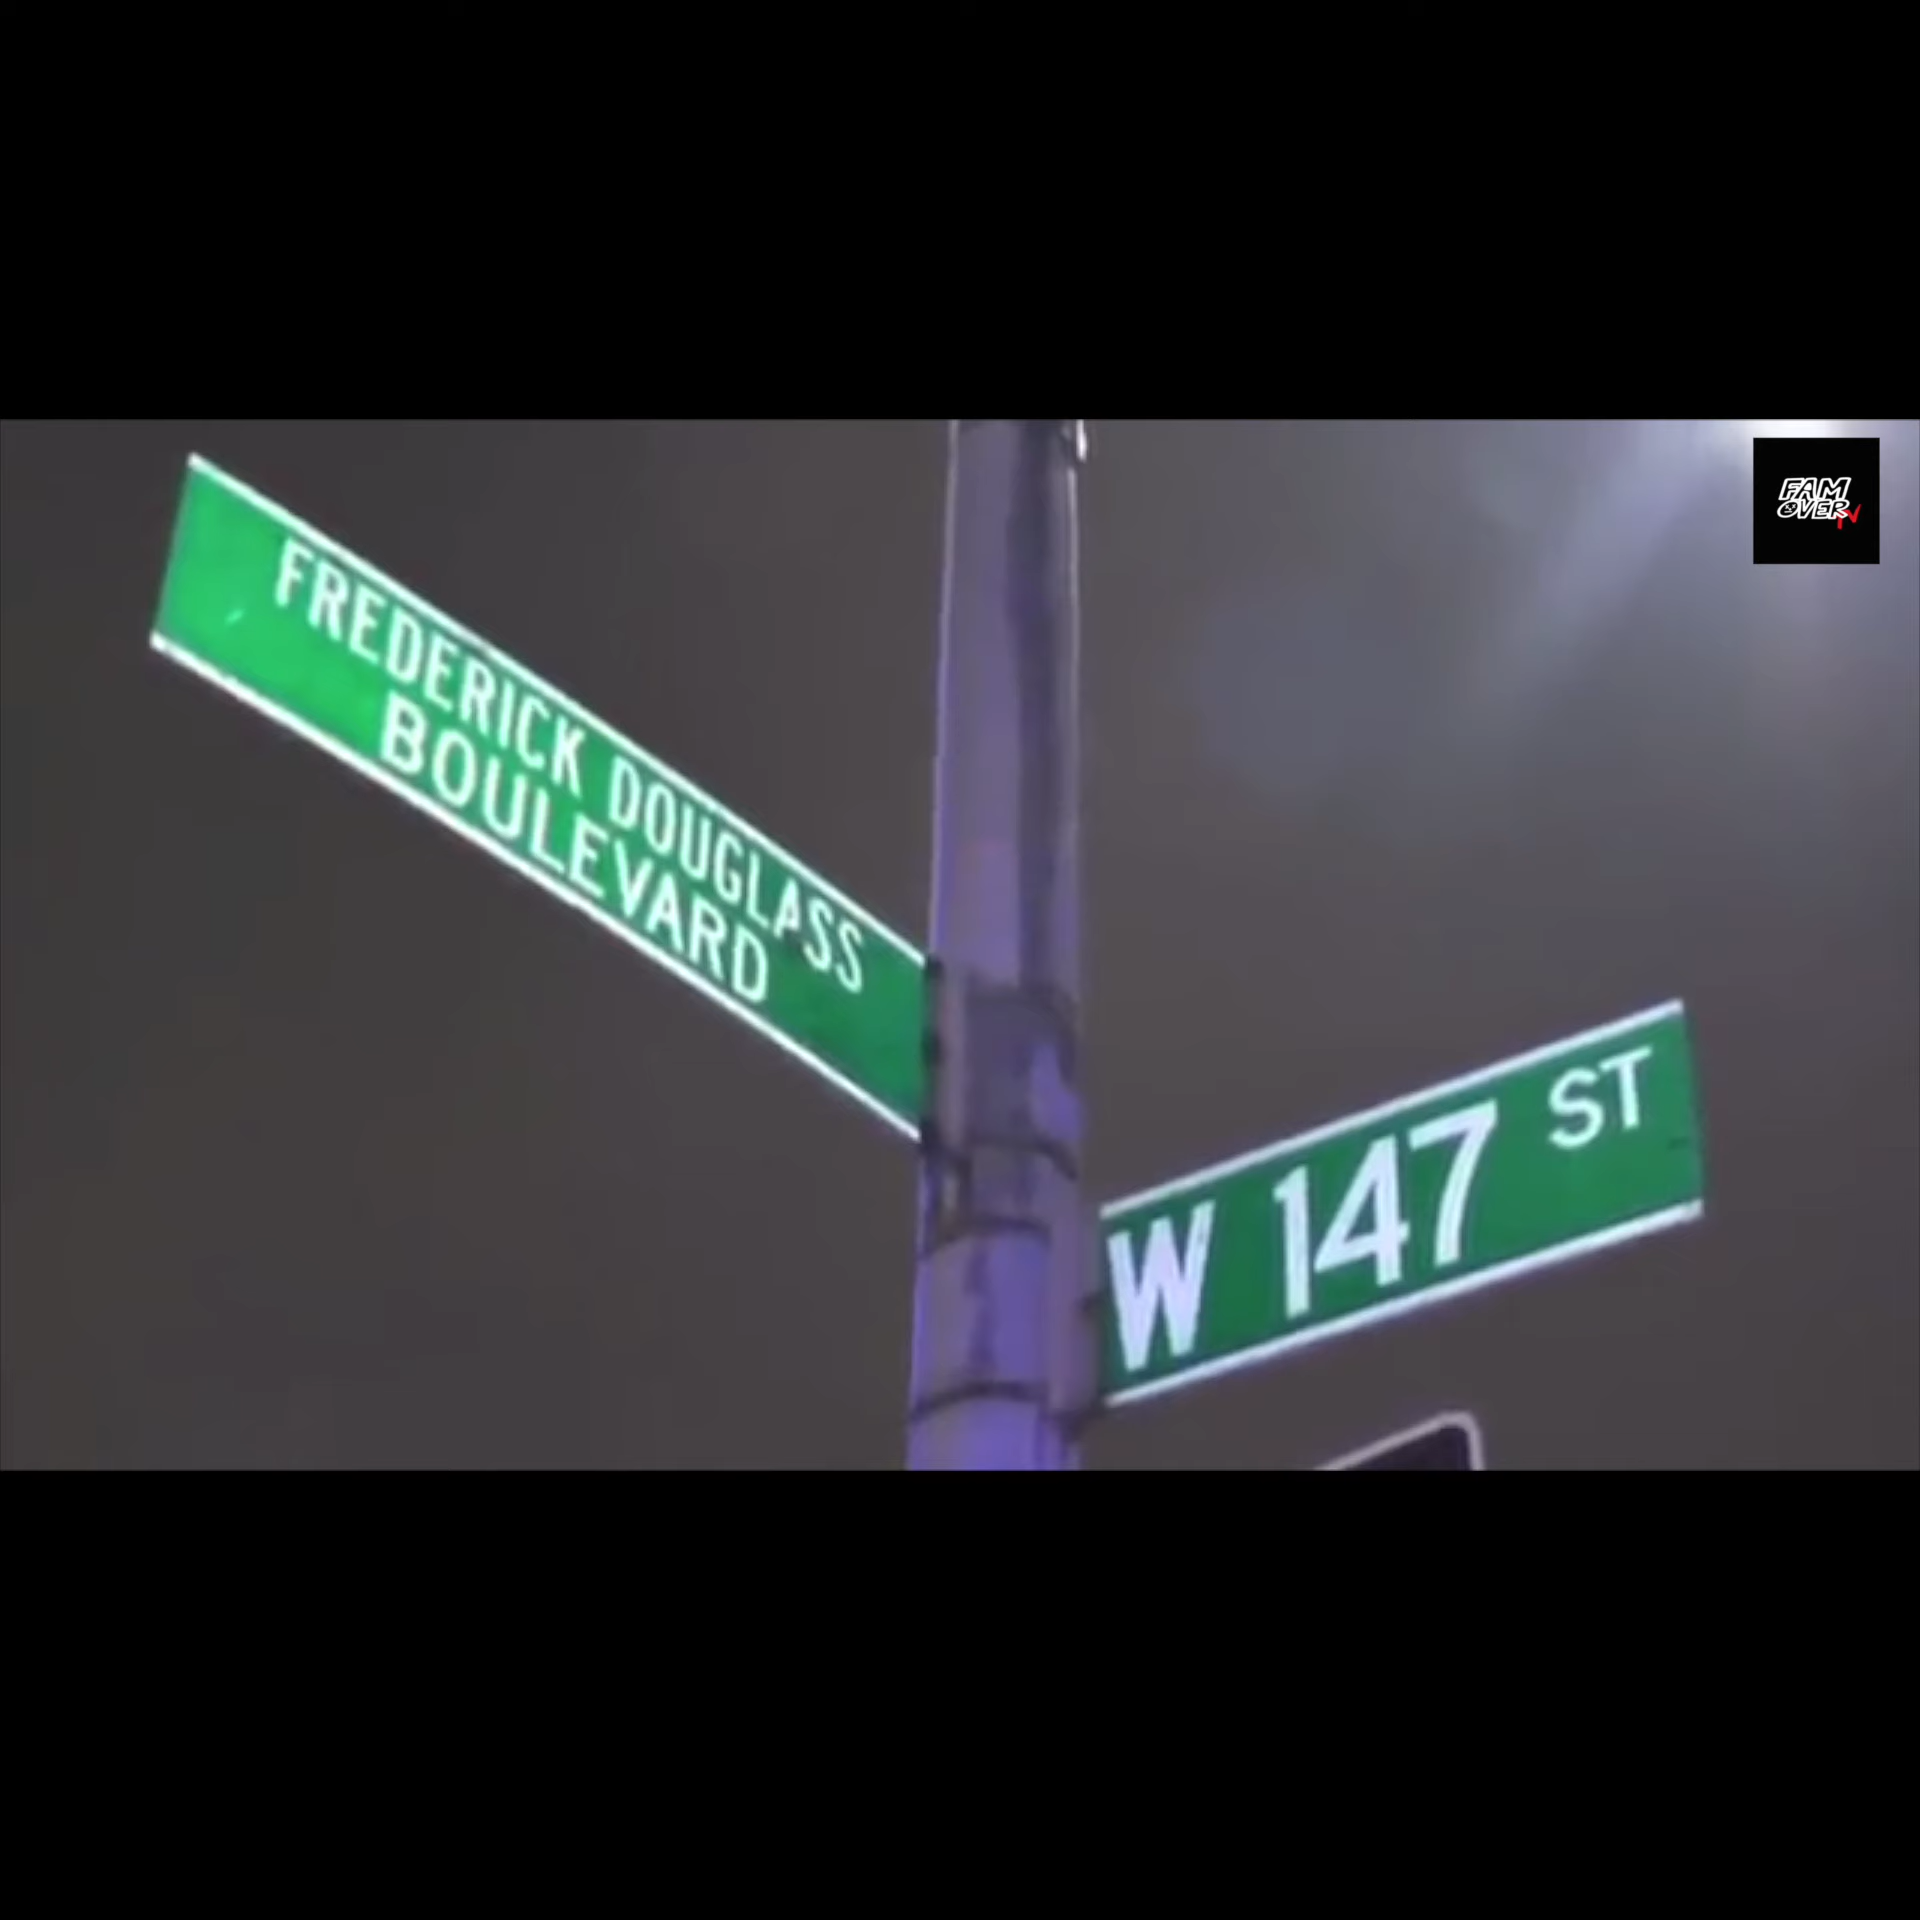 FREDERICK DOUGLASS
BOULEVARD
W 147 ST
FAM
OVER
TV